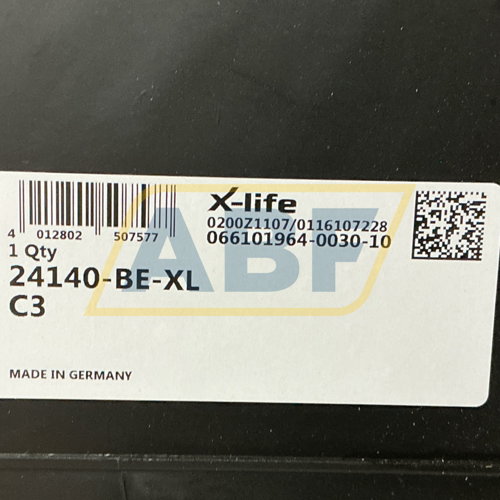 X-life
0200Z1107/0116107228
066101964-0030-10
4 012802 507577
1 Qty
24140-BE-XL
C3
MADE IN GERMANY
ABF